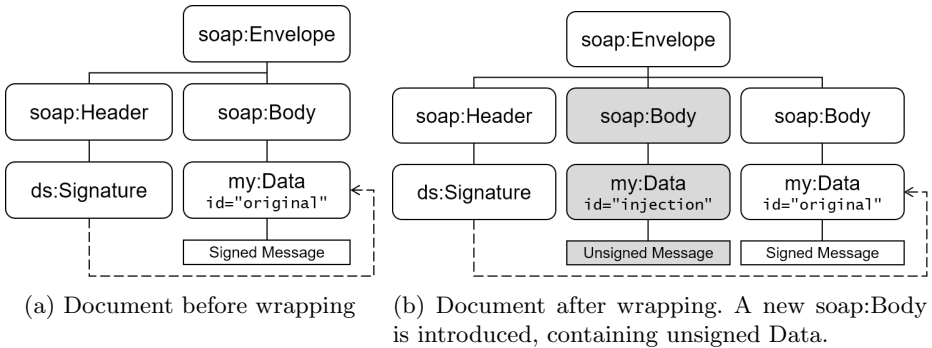 soap:Envelope
soap:Header
soap:Body
ds:Signature
my:Data
id="original"
Signed Message
(a) Document before wrapping
soap:Envelope
soap:Header
soap:Body
soap:Body
ds:Signature
my:Data
id="injection"
my:Data
id="original"
Unsigned Message
Signed Message
(b) Document after wrapping. A new soap:Body
is introduced, containing unsigned Data.